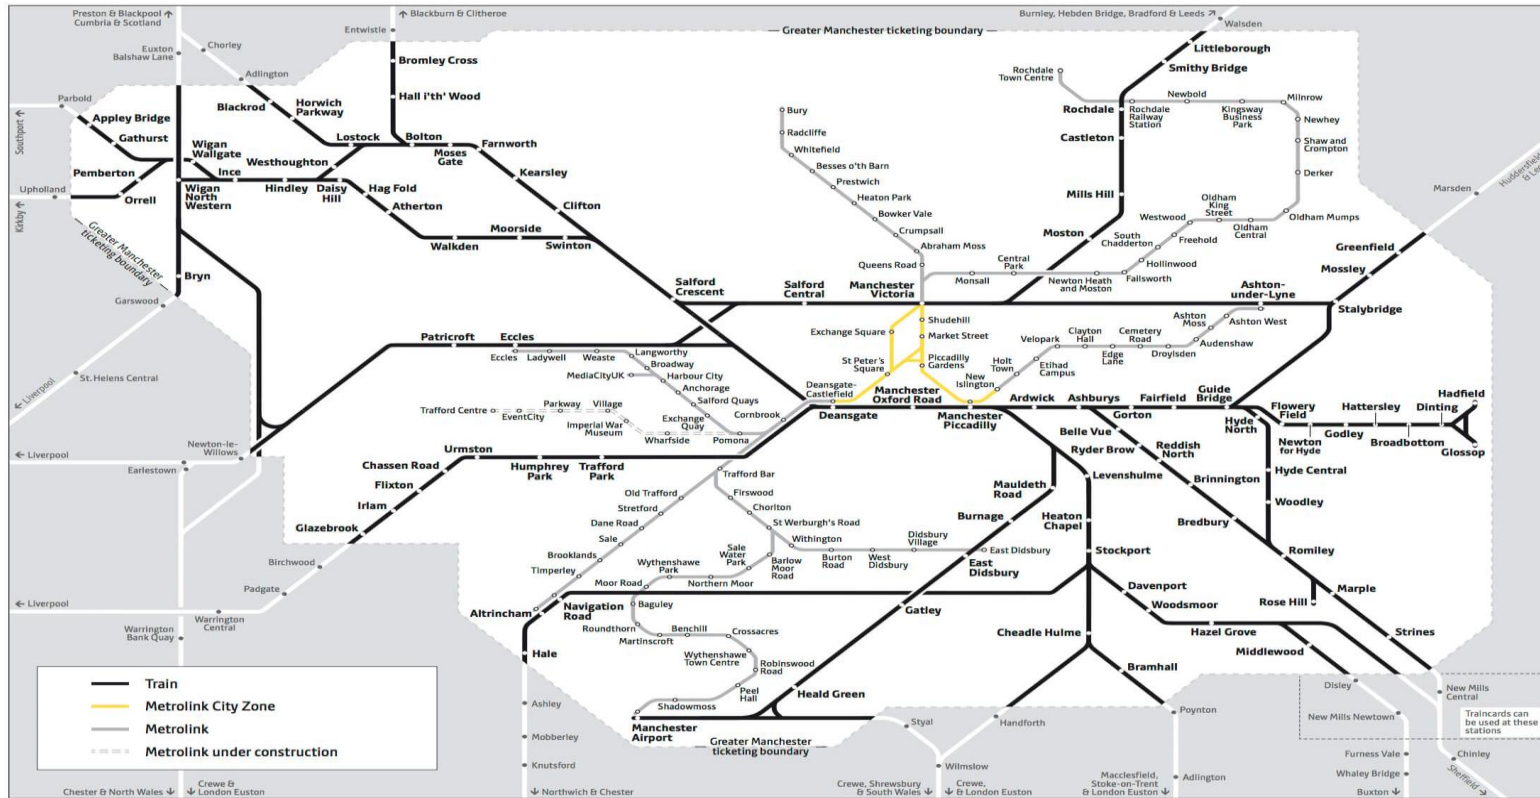 Preston & Blackpool ↑
Cumbria & Scotland
↑ Blackburn & Clitheroe
Burnley, Hebden Bridge, Bradford & Leeds ↗
Entwistle
Walsden
Greater Manchester ticketing boundary
Euxton
Balshaw Lane
Chorley
Adlington
Bromley Cross
Hall i'th' Wood
Littleborough
Smithy Bridge
Rochdale
Town Centre
Parbold
Southport ↑
Appley Bridge
Gathurst
Blackrod
Horwich
Parkway
Lostock
Bolton
Moses
Gate
Farnworth
Kearsley
Clifton
Bury
Radcliffe
Whitefield
Besses o'th Barn
Prestwich
Heaton Park
Bowker Vale
Crumpsall
Abraham Moss
Queens Road
Rochdale
Rochdale
Railway
Station
Newbold
Kingsway
Business
Park
Milnrow
Newhey
Shaw and
Crompton
Derker
Oldham Mumps
Oldham
Central
Oldham
King
Street
Westwood
Freehold
South
Chadderton
Hollinwood
Failsworth
Newton Heath
and Moston
Central
Park
Monsall
Castleton
Mills Hill
Moston
Marsden
Huddersfield
Greenfield
Mossley
Stalybridge
Ashton-
under-Lyne
Wigan
Wallgate
Pemberton
Orrell
Upholland
Kirkby ↑
Wigan
North
Western
Ince
Westhoughton
Hindley
Daisy
Hill
Hag Fold
Atherton
Walkden
Moorside
Swinton
Greater Manchester
ticketing boundary
Bryn
Garswood
St. Helens Central
Liverpool
Salford
Crescent
Salford
Central
Manchester
Victoria
Shudehill
Market Street
Exchange Square
St Peter's
Square
Piccadilly
Gardens
New
Islington
Holt
Town
Velopark
Etihad
Campus
Clayton
Hall
Edge
Lane
Cemetery
Road
Droylsden
Audenshaw
Ashton
Moss
Ashton West
Patricroft
Eccles
Eccles
Ladywell
Weaste
Langworthy
Broadway
MediaCityUK
Harbour City
Anchorage
Salford Quays
Exchange
Quay
Pomona
Cornbrook
Deansgate-
Castlefield
Trafford Centre
EventCity
Parkway
Village
Imperial War
Museum
Wharfside
Deansgate
Manchester
Oxford Road
Manchester
Piccadilly
Ardwick
Ashburys
Gorton
Fairfield
Guide
Bridge
Hyde
North
Flowery
Field
Newton
for Hyde
Godley
Hattersley
Broadbottom
Dinting
Hadfield
Glossop
← Liverpool
Newton-le-
Willows
Earlestown
Urmston
Chassen Road
Flixton
Irlam
Glazebrook
Humphrey
Park
Trafford
Park
Trafford Bar
Old Trafford
Stretford
Dane Road
Sale
Brooklands
Timperley
Altrincham
Navigation
Road
Firswood
Chorlton
St Werburgh's Road
Withington
Burton
Road
West
Didsbury
Didsbury
Village
East Didsbury
Barlow
Moor
Road
Sale
Water
Park
Northern Moor
Wythenshawe
Park
Moor Road
Baguley
Roundthorn
Martinscroft
Benchill
Crossacres
Wythenshawe
Town Centre
Robinswood
Road
Peel
Hall
Shadowmoss
Manchester
Airport
Belle Vue
Ryder Brow
Reddish
North
Brinnington
Bredbury
Hyde Central
Woodley
Romiley
Marple
Rose Hill
Strines
Levenshulme
Heaton
Chapel
Stockport
Mauldeth
Road
Burnage
East
Didsbury
Gatley
Heald Green
Davenport
Woodsmoor
Hazel Grove
Middlewood
Cheadle Hulme
Bramhall
Birchwood
Padgate
← Liverpool
Warrington
Central
Warrington
Bank Quay
Hale
Ashley
Mobberley
Knutsford
↓ Northwich & Chester
Train
Metrolink City Zone
Metrolink
Metrolink under construction
Chester & North Wales ↓
Crewe &
↓ London Euston
Greater Manchester
ticketing boundary
Styal
Handforth
Wilmslow
Crewe, Shrewsbury
& South Wales ↓
Crewe,
↓ & London Euston
Poynton
Adlington
Macclesfield,
Stoke-on-Trent
& London Euston ↓
Disley
New Mills Newtown
Furness Vale
Whaley Bridge
Buxton ↓
New Mills
Central
Traincards can
be used at these
stations
Chinley
Sheffield